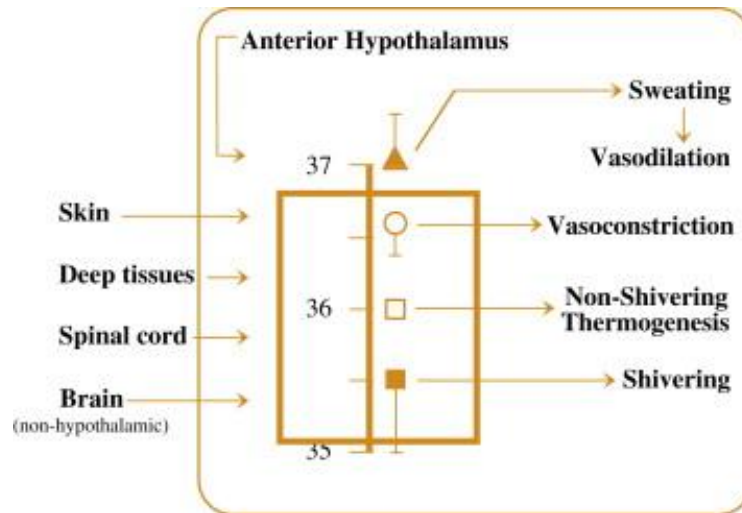 Anterior Hypothalamus
Sweating
Vasodilation
37
Skin
Vasoconstriction
Deep tissues
36
Non-Shivering
Thermogenesis
Spinal cord
Shivering
Brain
(non-hypothalamic)
35